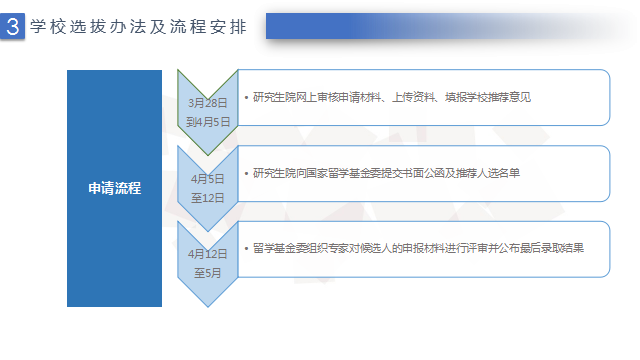 3 学校选拔办法及流程安排
申请流程
3月28日
到4月5日
• 研究生院网上审核申请材料、上传资料、填报学校推荐意见
4月5日
至12日
• 研究生院向国家留学基金委提交书面公函及推荐人选名单
4月12日
至5月
• 留学基金委组织专家对候选人的申报材料进行评审并公布最后录取结果